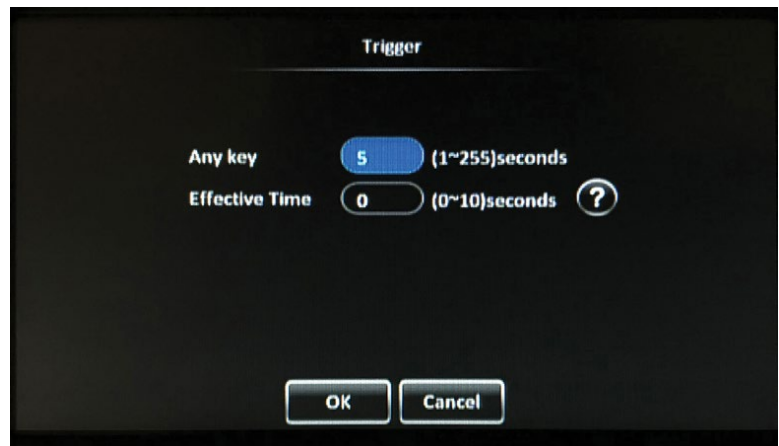 Trigger
Any key 5 (1~255)seconds
Effective Time 0 (0~10)seconds ?
OK Cancel